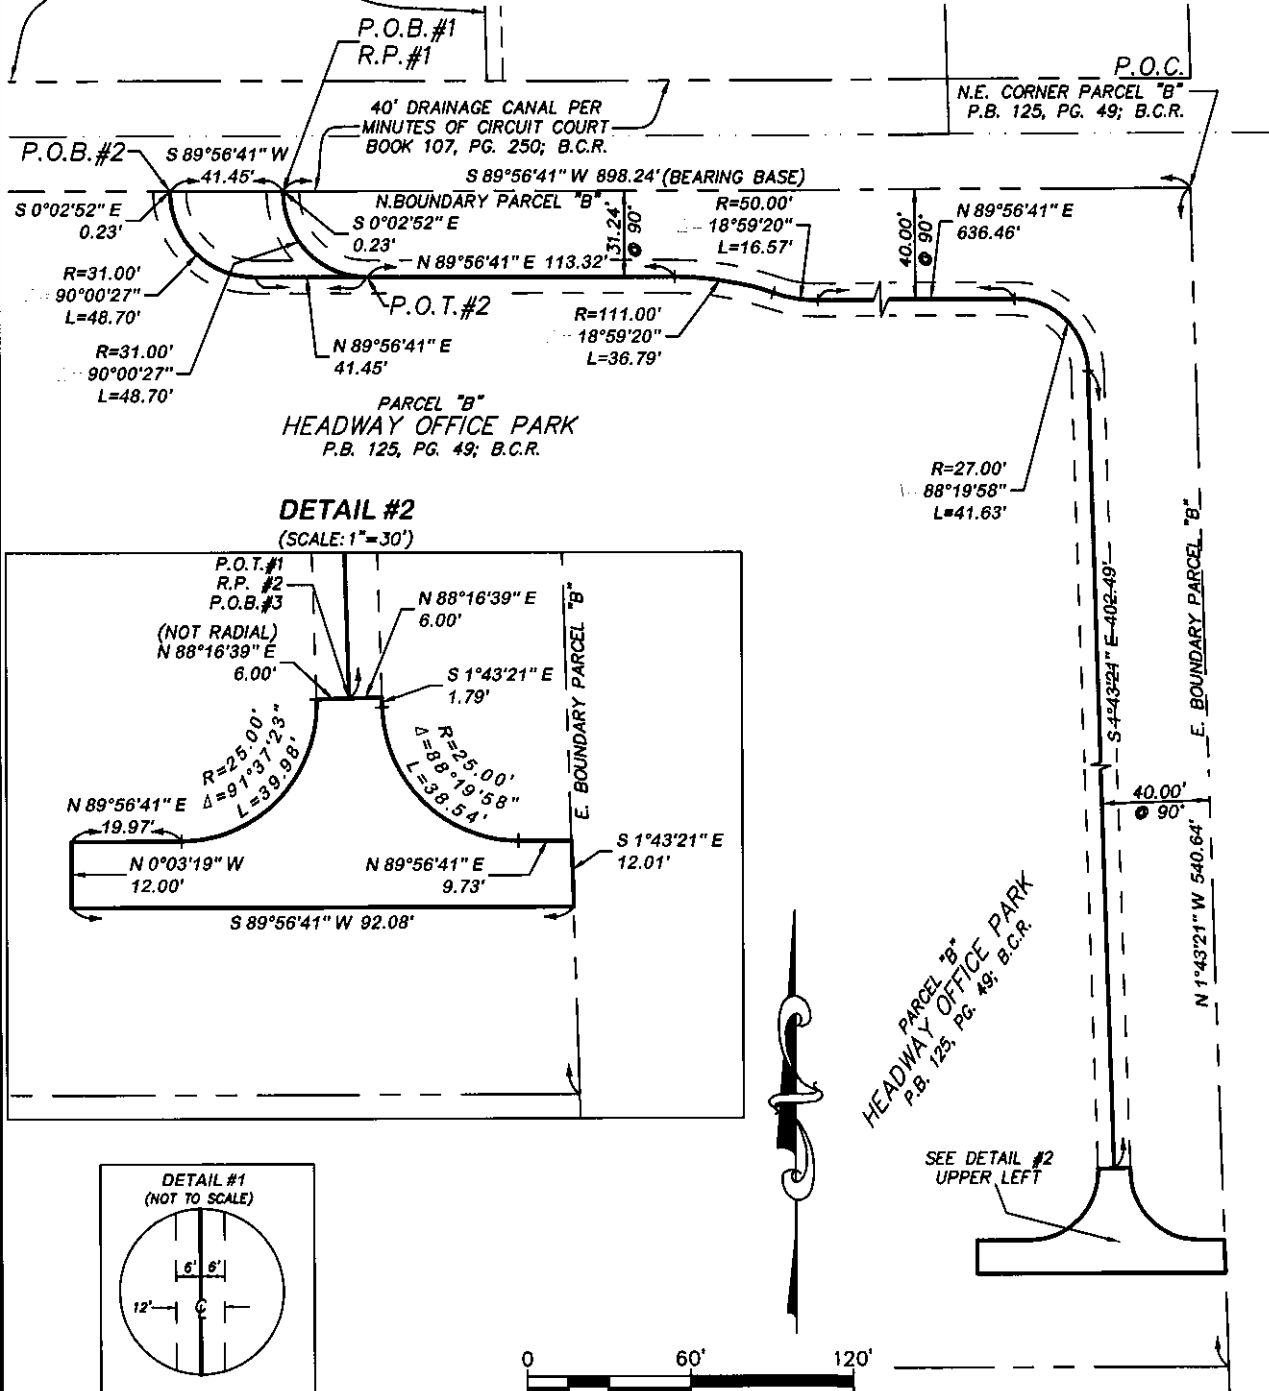 P.O.B.#1
R.P.#1
P.O.C.
N.E. CORNER PARCEL "B"
P.B. 125, PG. 49; B.C.R.
40' DRAINAGE CANAL PER
MINUTES OF CIRCUIT COURT
BOOK 107, PG. 250; B.C.R.
P.O.B.#2
S 89°56'41" W
41.45'
S 89°56'41" W 898.24' (BEARING BASE)
N.BOUNDARY PARCEL "B"
S 0°02'52" E
0.23'
S 0°02'52" E
0.23'
31.24'
@ 90°
R=50.00'
18°59'20"
L=16.57'
40.00'
@ 90°
N 89°56'41" E
636.46'
N 89°56'41" E 113.32'
R=31.00'
90°00'27"
L=48.70'
P.O.T.#2
R=31.00'
90°00'27"
L=48.70'
N 89°56'41" E
41.45'
R=111.00'
18°59'20"
L=36.79'
PARCEL "B"
HEADWAY OFFICE PARK
P.B. 125, PG. 49; B.C.R.
R=27.00'
88°19'58"
L=41.63'
S 1°43'21" E 402.49'
E. BOUNDARY PARCEL "B"
40.00'
@ 90°
N 1°43'21" W 540.64'
DETAIL #2
(SCALE: 1"=30')
P.O.T.#1
R.P. #2
P.O.B.#3
(NOT RADIAL)
N 88°16'39" E
6.00'
N 88°16'39" E
6.00'
S 1°43'21" E
1.79'
E. BOUNDARY PARCEL "B"
R=25.00'
Δ=91°37'23"
L=39.98'
R=25.00'
Δ=88°19'58"
L=38.54'
N 89°56'41" E
19.97'
N 0°03'19" W
12.00'
N 89°56'41" E
9.73'
S 1°43'21" E
12.01'
S 89°56'41" W 92.08'
PARCEL "B"
HEADWAY OFFICE PARK
P.B. 125, PG. 49; B.C.R.
SEE DETAIL #2
UPPER LEFT
DETAIL #1
(NOT TO SCALE)
6' 6'
12'
0 60' 120'